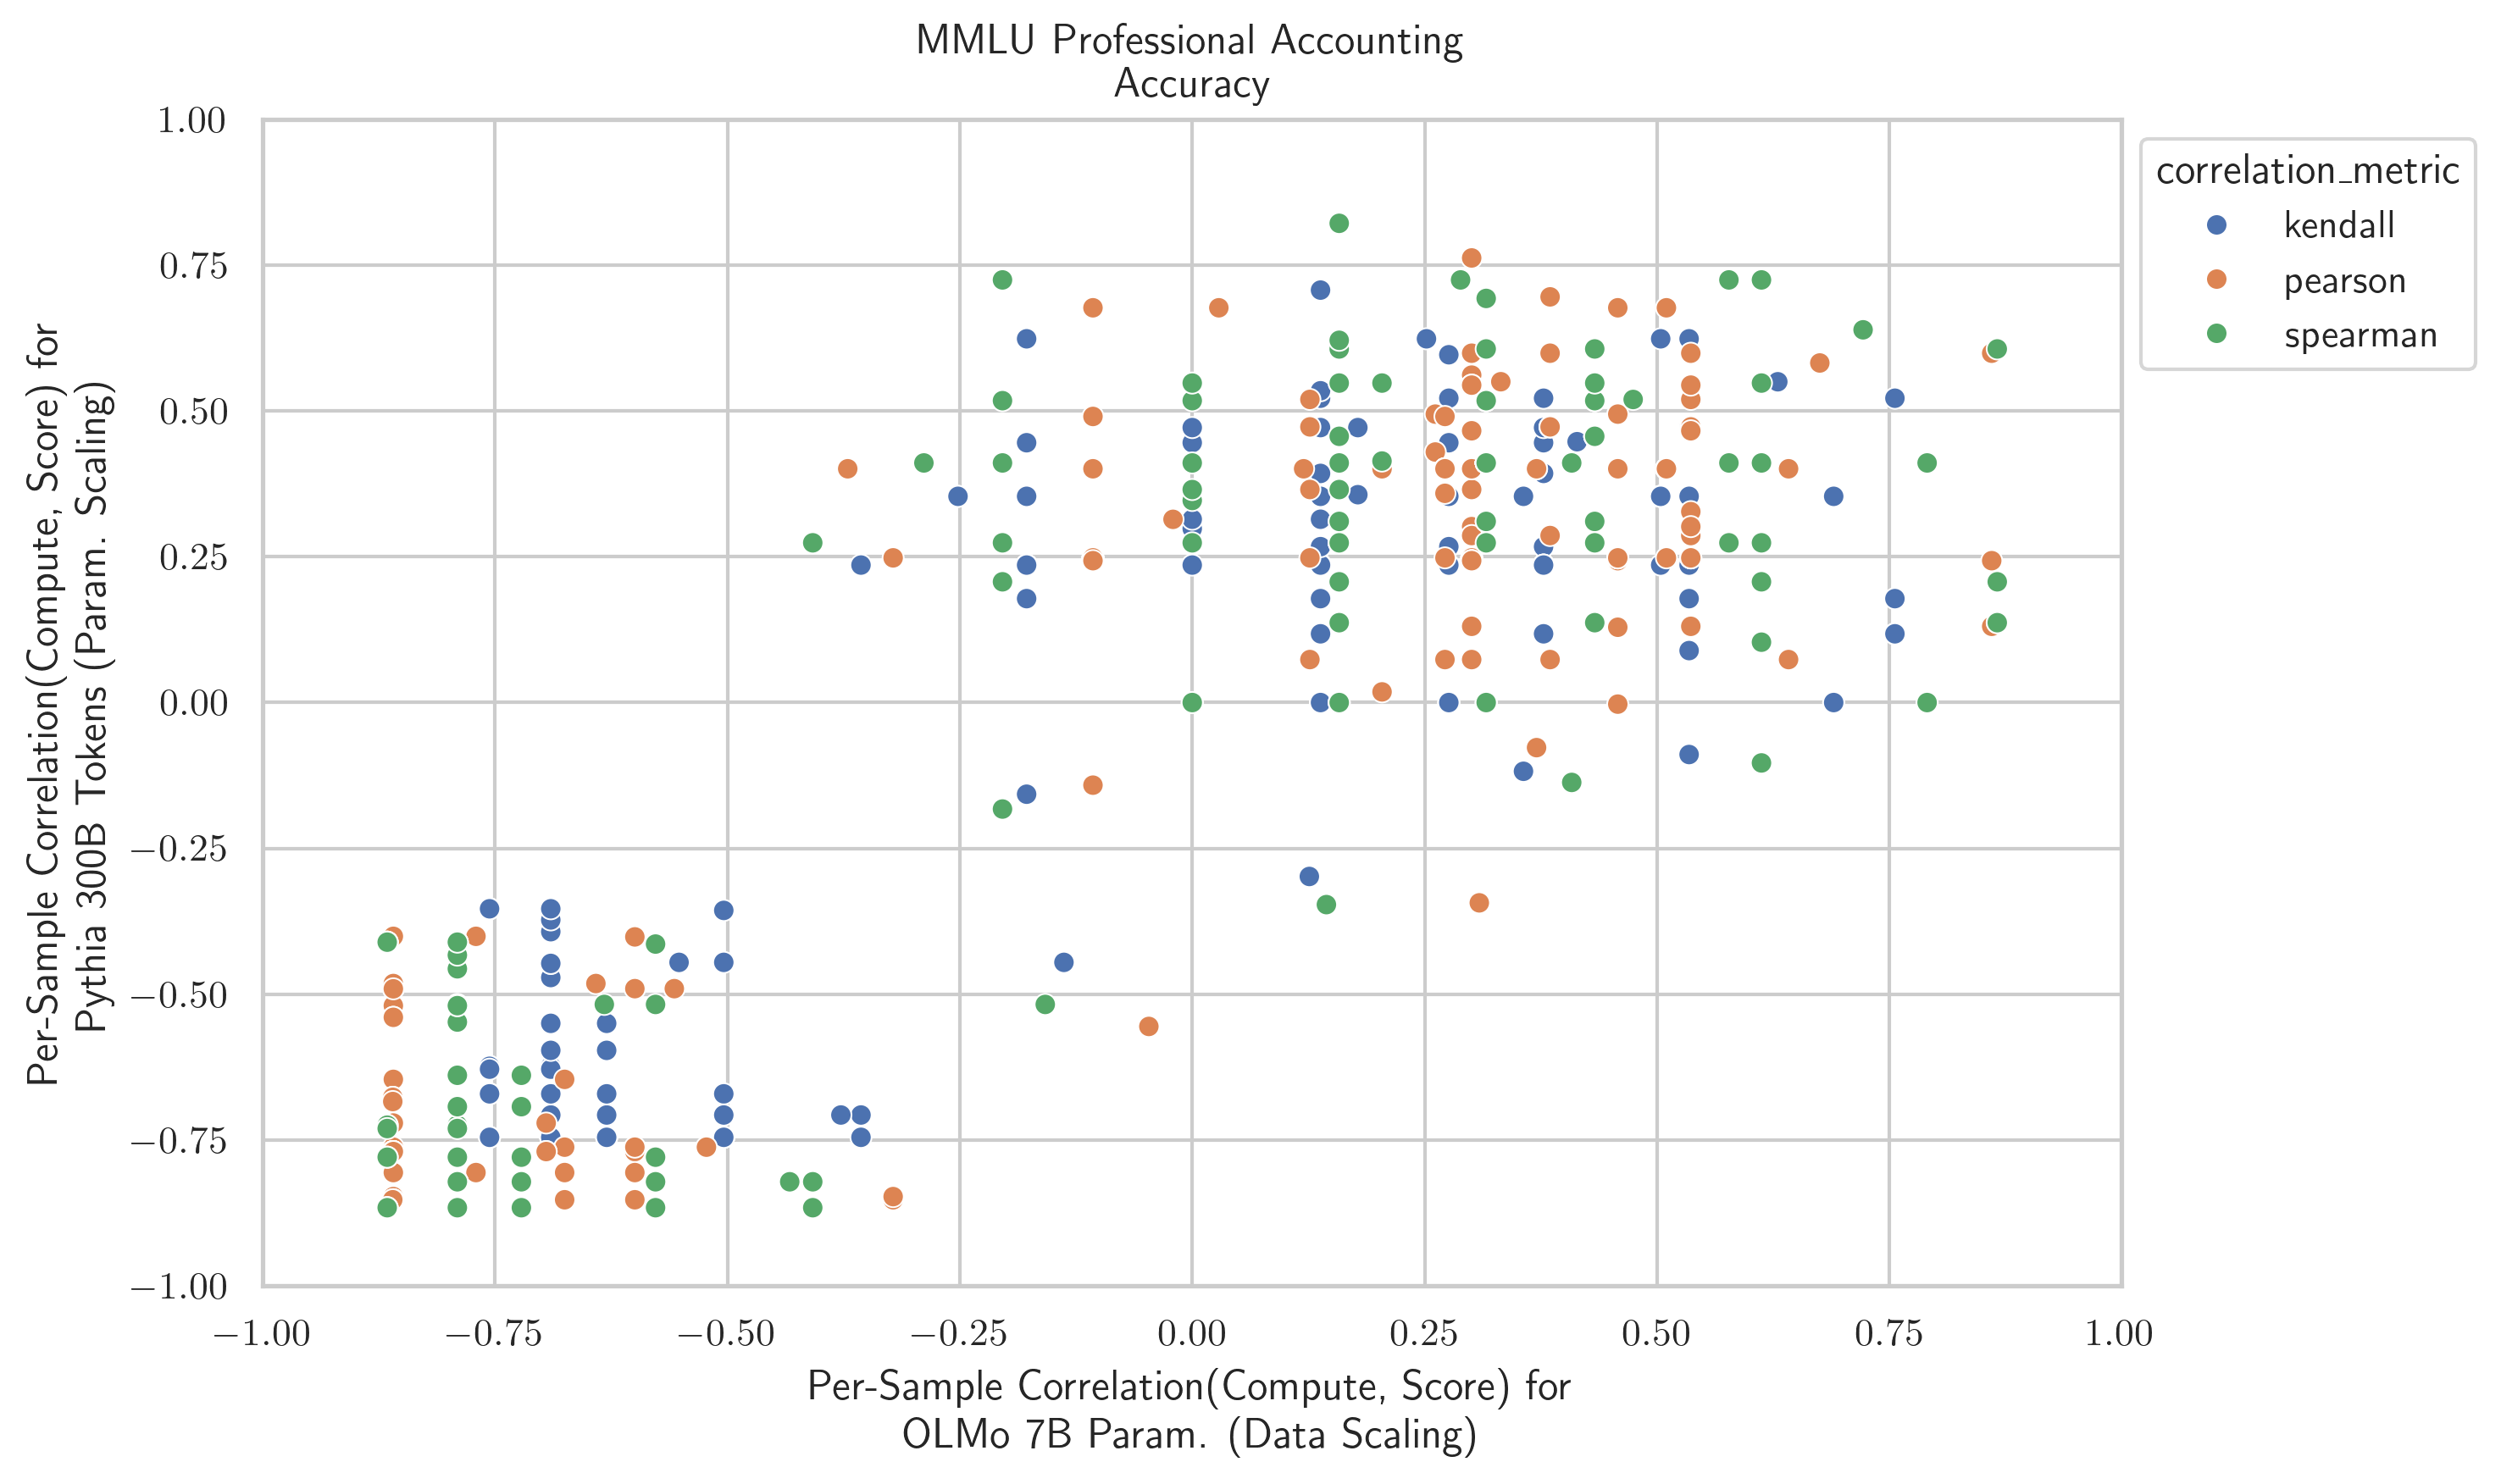 MMLU Professional Accounting
Accuracy
Per-Sample Correlation(Compute, Score) for
Pythia 300B Tokens (Param. Scaling)
1.00
0.75
0.50
0.25
0.00
−0.25
−0.50
−0.75
−1.00
−1.00 −0.75 −0.50 −0.25 0.00 0.25 0.50 0.75 1.00
Per-Sample Correlation(Compute, Score) for
OLMo 7B Param. (Data Scaling)
correlation_metric
kendall
pearson
spearman